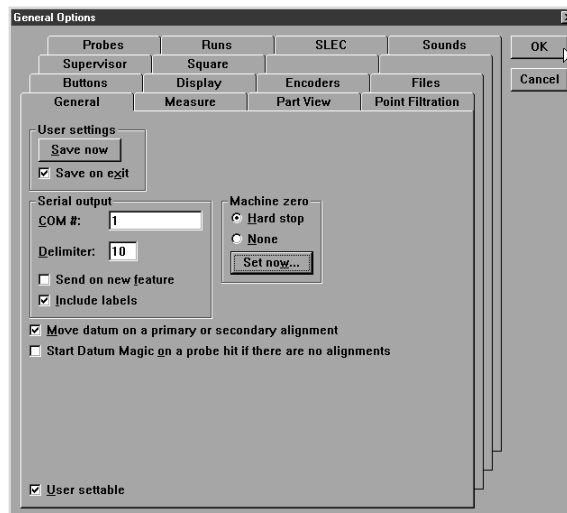 General Options
Probes Runs SLEC Sounds
Supervisor Square
Buttons Display Encoders Files
General Measure Part View Point Filtration
OK
Cancel
User settings
Save now
Save on exit
Serial output
COM #: 1
Delimiter: 10
Send on new feature
Include labels
Machine zero
Hard stop
None
Set now...
Move datum on a primary or secondary alignment
Start Datum Magic on a probe hit if there are no alignments
User settable